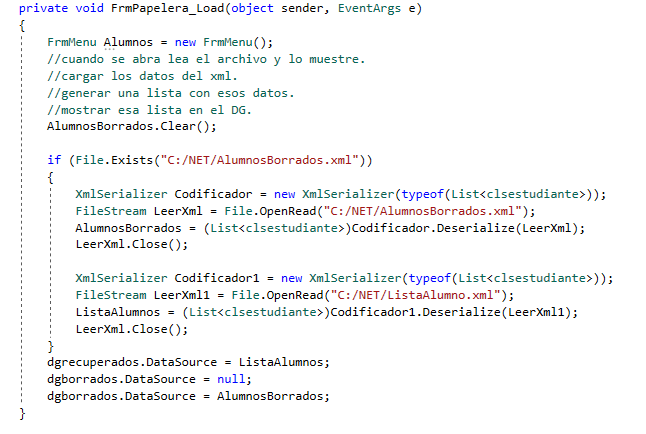 private void FrmPapelera_Load(object sender, EventArgs e)
{
FrmMenu Alumnos = new FrmMenu();
//cuando se abra lea el archivo y lo muestre.
//cargar los datos del xml.
//generar una lista con esos datos.
//mostrar esa lista en el DG.
AlumnosBorrados.Clear();
if (File.Exists("C:/NET/AlumnosBorrados.xml"))
{
XmlSerializer Codificador = new XmlSerializer(typeof(List<clsestudiante>));
FileStream LeerXml = File.OpenRead("C:/NET/AlumnosBorrados.xml");
AlumnosBorrados = (List<clsestudiante>)Codificador.Deserialize(LeerXml);
LeerXml.Close();
XmlSerializer Codificador1 = new XmlSerializer(typeof(List<clsestudiante>));
FileStream LeerXml1 = File.OpenRead("C:/NET/ListaAlumno.xml");
ListaAlumnos = (List<clsestudiante>)Codificador1.Deserialize(LeerXml1);
LeerXml.Close();
}
dgrecuperados.DataSource = ListaAlumnos;
dgborrados.DataSource = null;
dgborrados.DataSource = AlumnosBorrados;
}